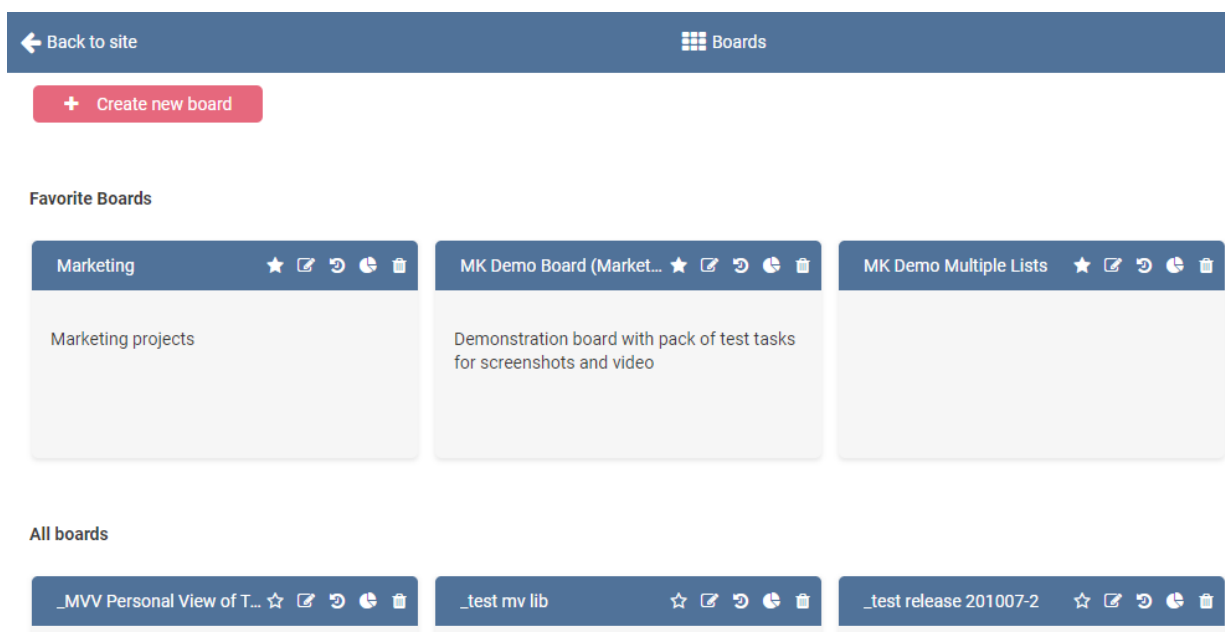 Back to site
Boards
Create new board
Favorite Boards
Marketing
MK Demo Board (Market...
MK Demo Multiple Lists
Marketing projects
Demonstration board with pack of test tasks
for screenshots and video
All boards
_MVV Personal View of T...
_test mv lib
_test release 201007-2